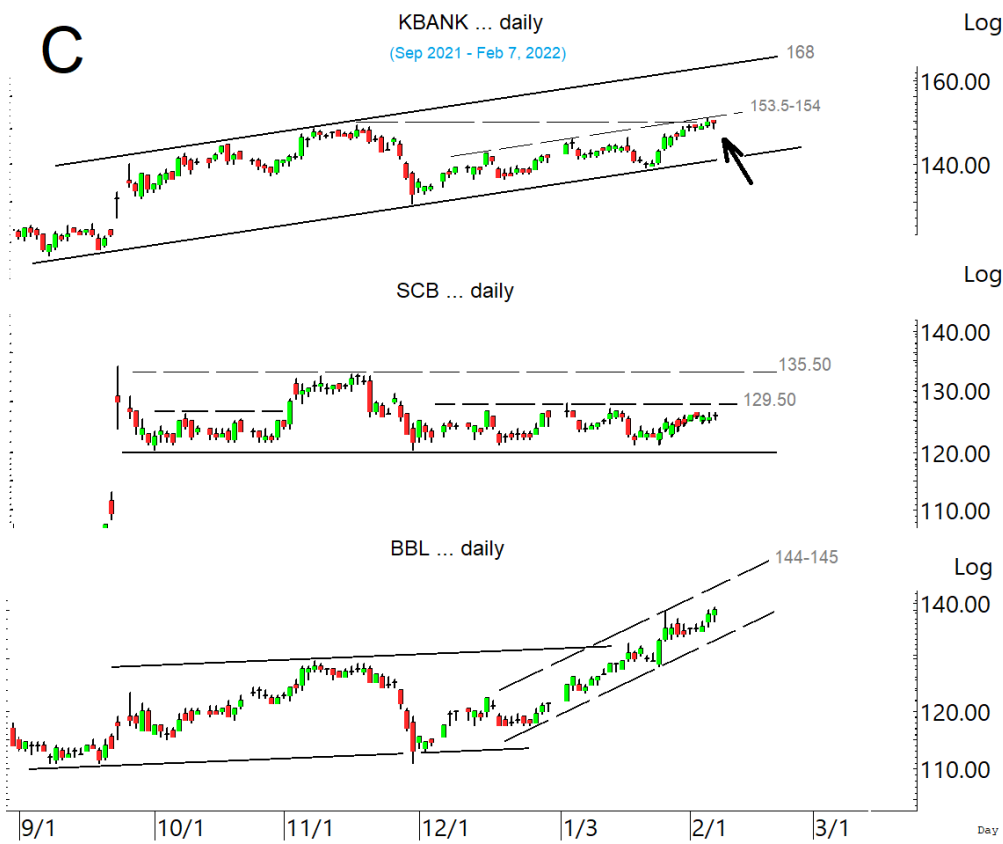 C
KBANK ... daily
(Sep 2021 - Feb 7, 2022)
Log
168
160.00
153.5-154
140.00
SCB ... daily
Log
140.00
135.50
130.00
129.50
120.00
110.00
BBL ... daily
144-145
Log
140.00
120.00
110.00
9/1
10/1
11/1
12/1
1/3
2/1
3/1
Day